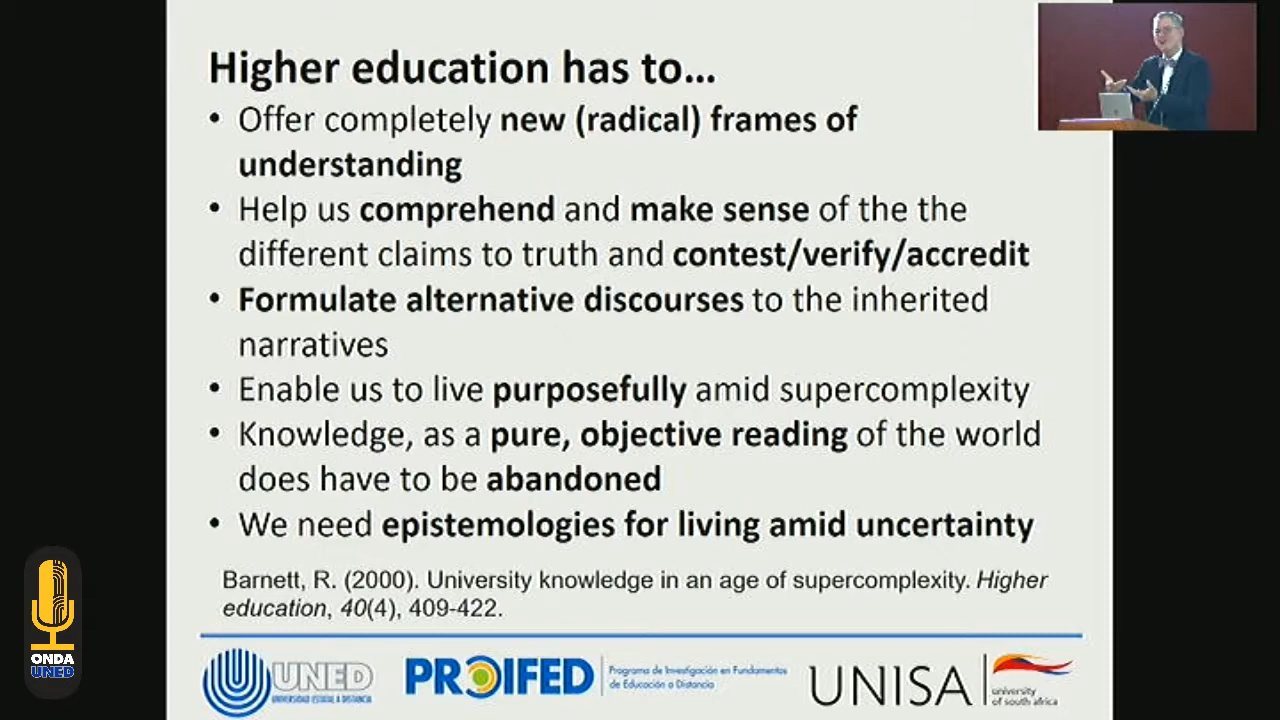 Higher education has to…
• Offer completely new (radical) frames of
understanding
• Help us comprehend and make sense of the the
different claims to truth and contest/verify/accredit
• Formulate alternative discourses to the inherited
narratives
• Enable us to live purposefully amid supercomplexity
• Knowledge, as a pure, objective reading of the world
does have to be abandoned
• We need epistemologies for living amid uncertainty
Barnett, R. (2000). University knowledge in an age of supercomplexity. Higher
education, 40(4), 409-422.
ONDA
UNED
UNED
UNIVERSIDAD ESTATAL A DISTANCIA
PROIFED
Programa de Investigación en Fundamentos
de Educación a Distancia
UNISA
university
of south africa